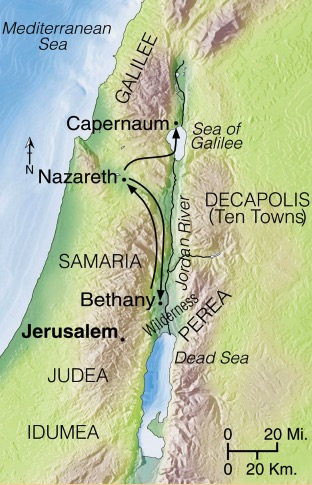 Mediterranean
Sea
GALILEE
Capernaum
Sea of
Galilee
N
Nazareth
DECAPOLIS
(Ten Towns)
Jordan River
SAMARIA
Bethany
Wilderness
PEREA
Jerusalem
Dead Sea
JUDEA
IDUMEA
0 20 Mi.
0 20 Km.